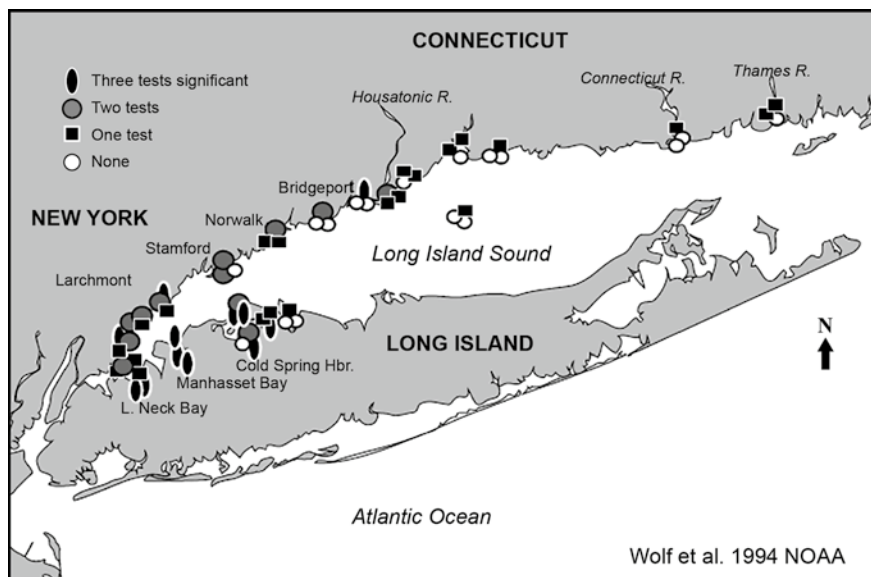 CONNECTICUT
Three tests significant
Two tests
One test
None
Housatonic R.
Connecticut R.
Thames R.
Bridgeport
NEW YORK
Norwalk
Stamford
Long Island Sound
Larchmont
N
LONG ISLAND
Cold Spring Hbr.
Manhasset Bay
L. Neck Bay
Atlantic Ocean
Wolf et al. 1994 NOAA